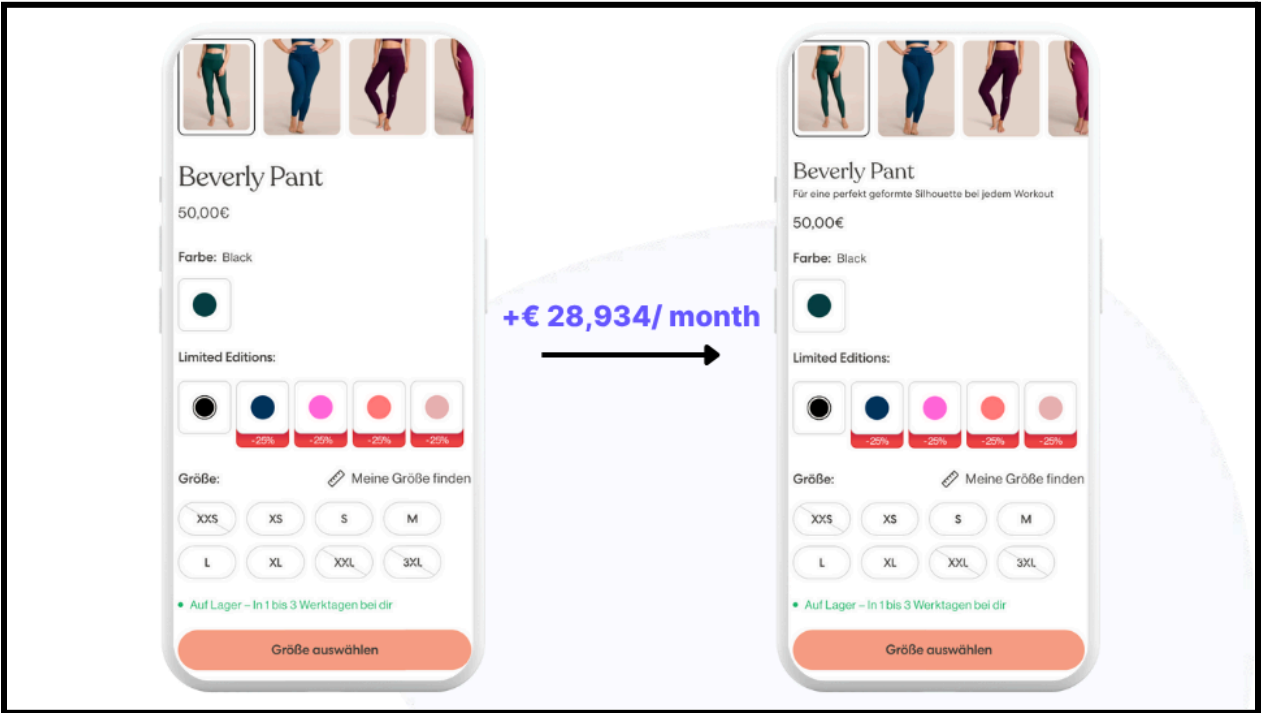 Beverly Pant
50,00€
Farbe: Black
Limited Editions:
-25% -25% -25% -25%
Größe: Meine Größe finden
XXS XS S M
L XL XXL 3XL
Auf Lager – In 1 bis 3 Werktagen bei dir
Größe auswählen
+€ 28,934/ month
Beverly Pant
Für eine perfekt geformte Silhouette bei jedem Workout
50,00€
Farbe: Black
Limited Editions:
-25% -25% -25% -25%
Größe: Meine Größe finden
XXS XS S M
L XL XXL 3XL
Auf Lager – In 1 bis 3 Werktagen bei dir
Größe auswählen